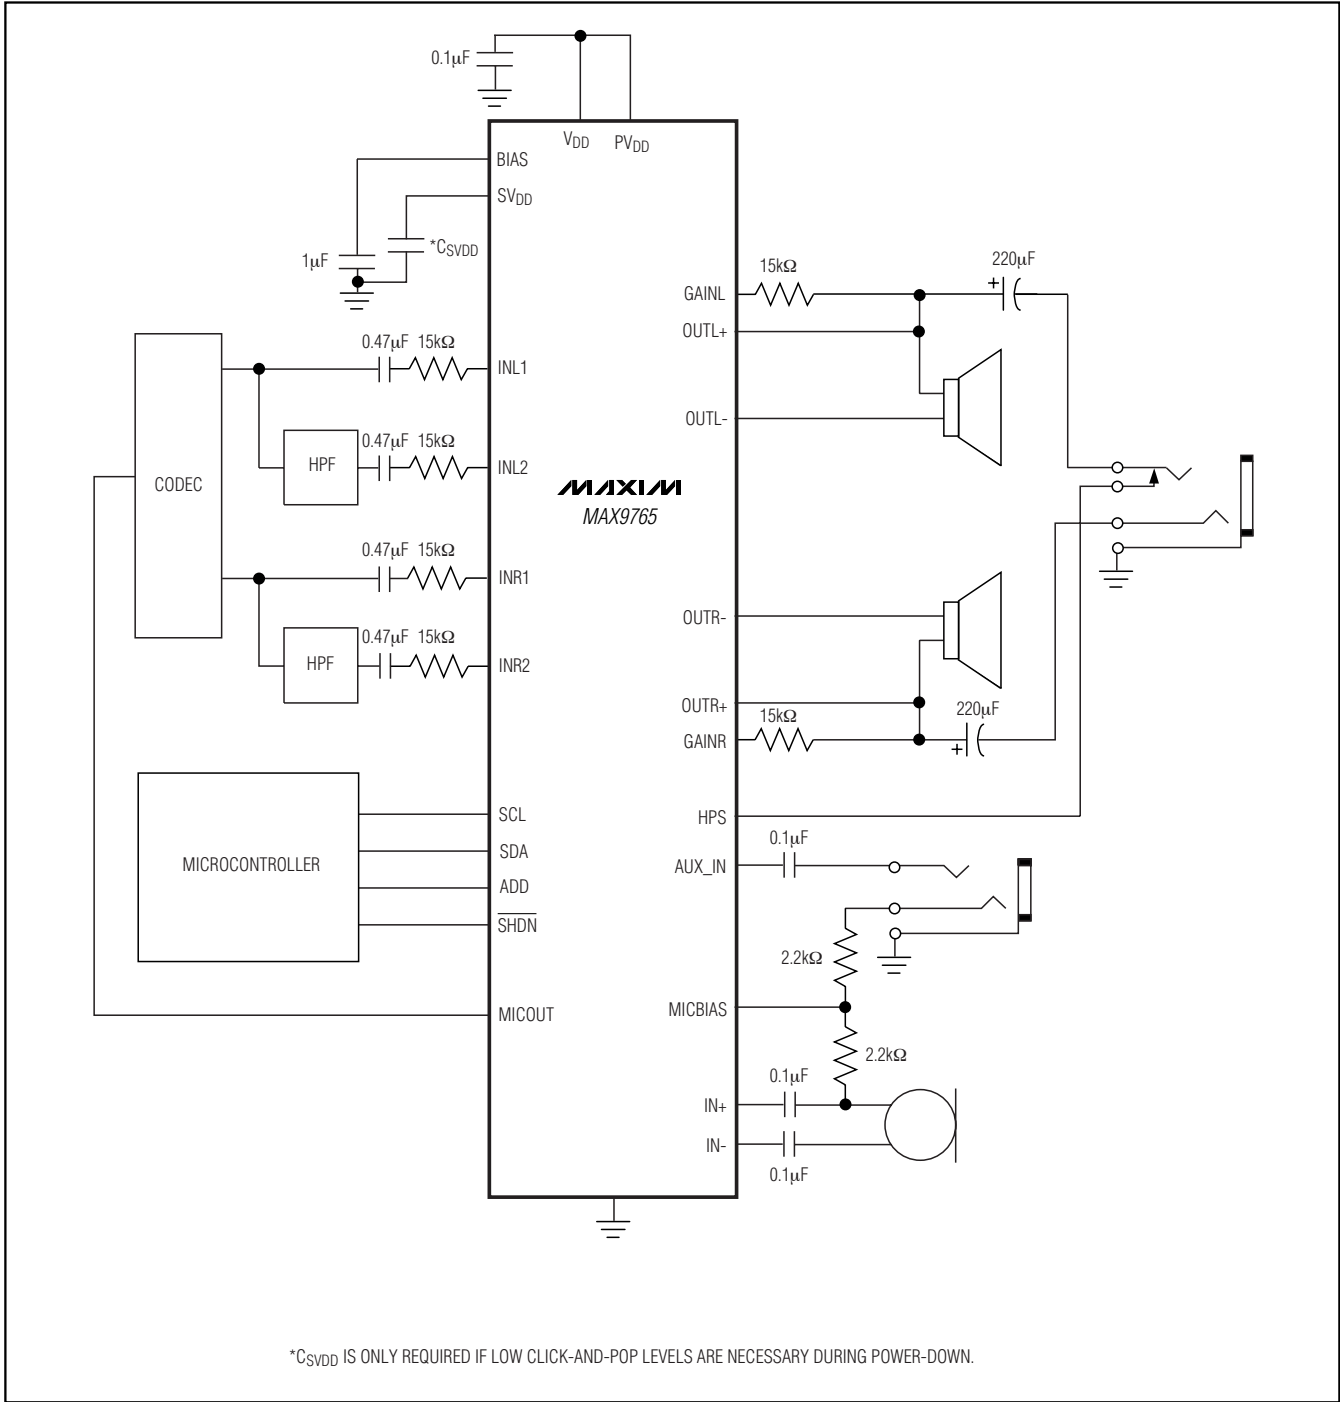 0.1µF
VDD
PVDD
BIAS
SVDD
*CSVDD
1µF
15kΩ
220µF
GAINL
OUTL+
0.47µF 15kΩ
INL1
OUTL-
0.47µF 15kΩ
HPF
INL2
CODEC
MAXIM
MAX9765
0.47µF 15kΩ
INR1
OUTR-
0.47µF 15kΩ
HPF
INR2
OUTR+
15kΩ
220µF
GAINR
SCL
HPS
0.1µF
SDA
AUX_IN
MICROCONTROLLER
ADD
SHDN
2.2kΩ
MICOUT
MICBIAS
2.2kΩ
0.1µF
IN+
IN-
0.1µF
*CSVDD IS ONLY REQUIRED IF LOW CLICK-AND-POP LEVELS ARE NECESSARY DURING POWER-DOWN.